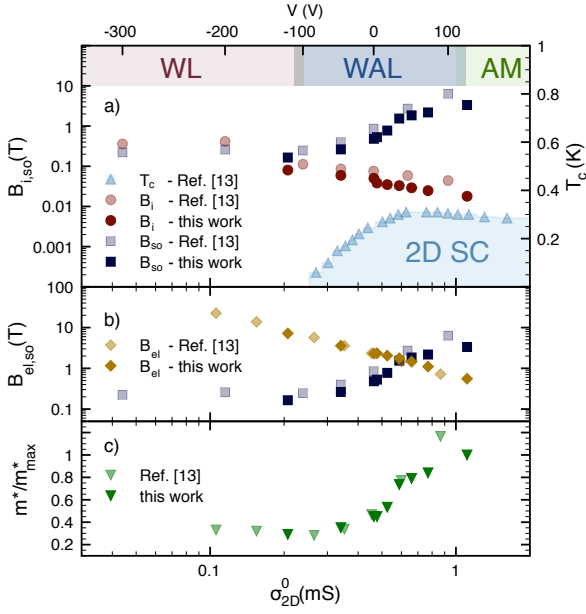 V (V)
-300 -200 -100 0 100
WL WAL AM
a)
10
1
0.1
0.01
0.001
B_i,so(T)
1
0.8
0.6
0.4
0.2
T_c (K)
T_c - Ref. [13]
B_i - Ref. [13]
B_i - this work
B_so - Ref. [13]
B_so - this work
2D SC
b)
100
10
1
0.1
B_el,so(T)
B_el - Ref. [13]
B_el - this work
c)
1
0.8
0.6
0.4
0.2
m*/m*_max
Ref. [13]
this work
0.1 1
σ⁰_2D(mS)